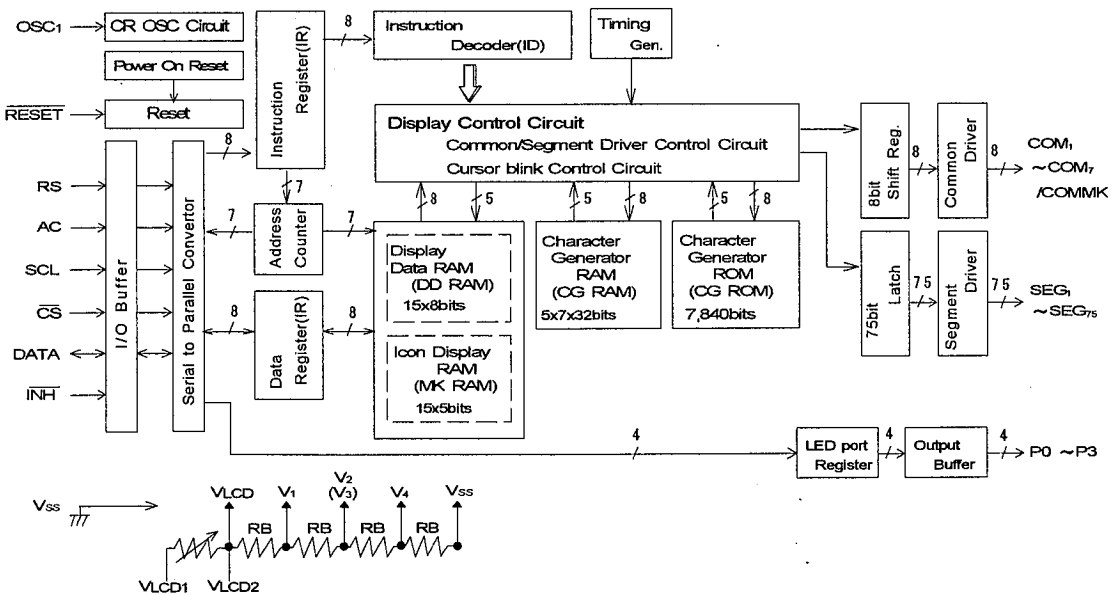 OSC1
CR OSC Circuit
Power On Reset
RESET
Reset
Instruction
Register(IR)
8
Instruction
Decoder(ID)
Timing
Gen.
Display Control Circuit
Common/Segment Driver Control Circuit
Cursor blink Control Circuit
8bit
Shift Reg.
8
Common
Driver
8
COM1
~COM7
/COMMK
RS
AC
SCL
CS
DATA
INH
I/O Buffer
Serial to Parallel Convertor
8
7
7
Address
Counter
7
8
Data
Register(IR)
8
8
5
Display
Data RAM
(DD RAM)
15x8bits
Icon Display
RAM
(MK RAM)
15x5bits
5
8
Character
Generator
RAM
(CG RAM)
5x7x32bits
5
8
Character
Generator
ROM
(CG ROM)
7,840bits
75bit
Latch
75
Segment
Driver
75
SEG1
~SEG75
4
LED port
Register
4
Output
Buffer
4
P0 ~P3
VSS
VLCD
V1
V2
(V3)
V4
VSS
RB
RB
RB
RB
VLCD1
VLCD2